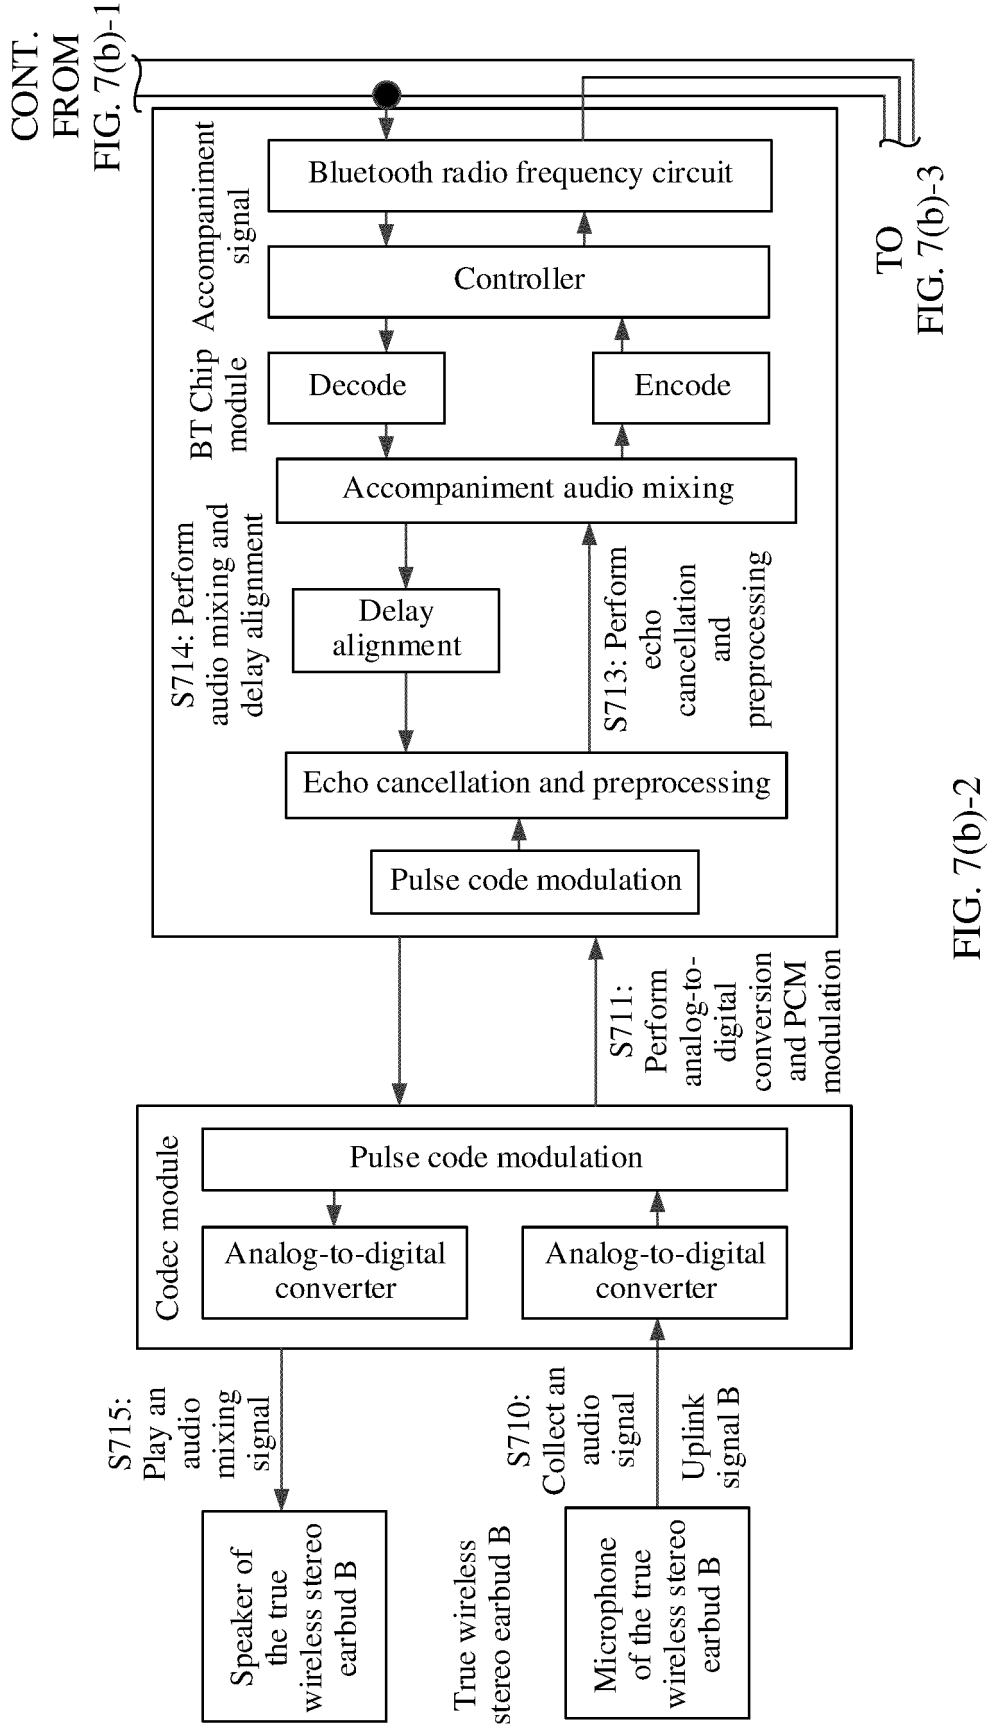 CONT.
FROM
FIG. 7(b)-1
Accompaniment
signal
Bluetooth radio frequency circuit
TO
FIG. 7(b)-3
Controller
BT Chip
module
Decode
Encode
Accompaniment audio mixing
S714: Perform
audio mixing and
delay alignment
Delay
alignment
S713: Perform
echo
cancellation
and
preprocessing
Echo cancellation and preprocessing
Pulse code modulation
FIG. 7(b)-2
S711:
Perform
analog-to-
digital
conversion
and PCM
modulation
Codec module
Pulse code modulation
Analog-to-digital
converter
Analog-to-digital
converter
S715:
Play an
audio
mixing
signal
S710:
Collect an
audio
signal
Uplink
signal B
Speaker of
the true
wireless stereo
earbud B
True wireless
stereo earbud B
Microphone
of the true
wireless stereo
earbud B